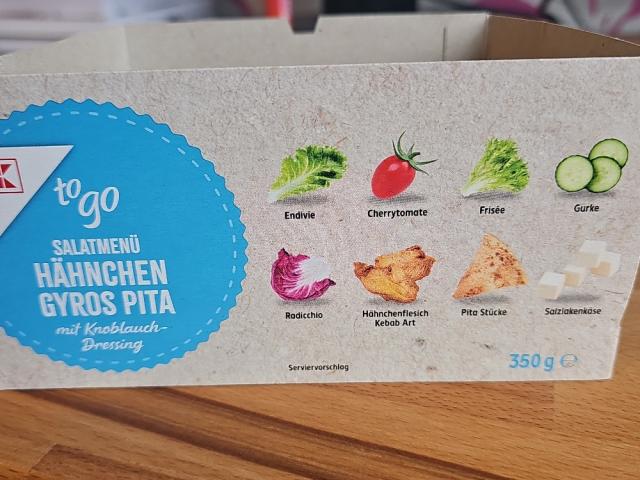 K
to
go
SALATMENÜ
HÄHNCHEN
GYROS PITA
mit Knoblauch-
Dressing
Endivie
Cherrytomate
Frisée
Gurke
Radicchio
Hähnchenflesich
Kebab Art
Pita Stücke
Salzlakenkäse
Serviervorschlag
350 g ℮